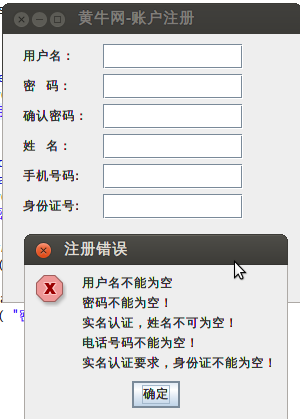 黄牛网-账户注册
用户名：
密  码：
确认密码：
姓  名：
手机号码:
身份证号:
注册错误
用户名不能为空
密码不能为空！
实名认证，姓名不可为空！
电话号码不能为空！
实名认证要求，身份证不能为空！
确定